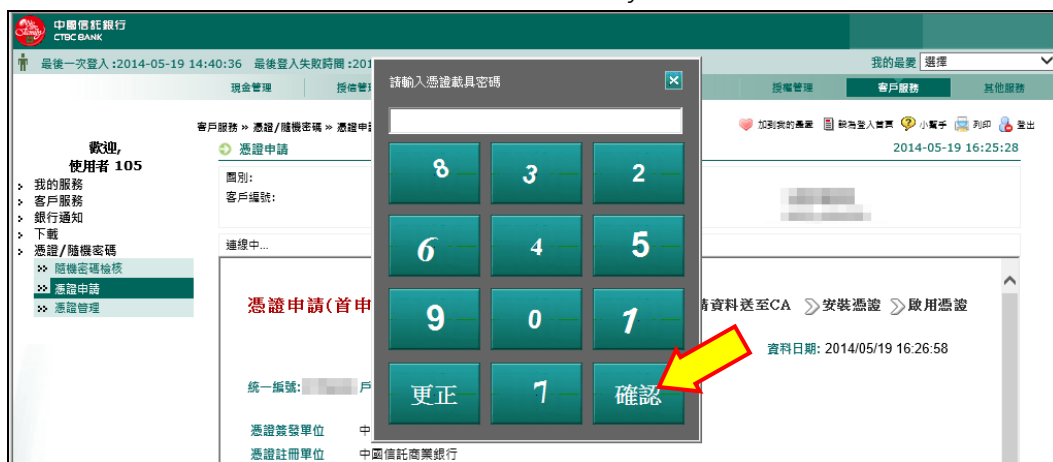 中國信託銀行
CTBC BANK
最後一次登入 :2014-05-19 14:40:36 最後登入失敗時間 :201
我的最愛 選擇
現金管理 授信管
授權管理 客戶服務 其他服務
客戶服務 » 憑證/隨機密碼 » 憑證申
加到我的最愛 設為登入首頁 小幫手 列印 登出
憑證申請
2014-05-19 16:25:28
歡迎,
使用者 105
我的服務
客戶服務
銀行通知
下載
憑證/隨機密碼
隨機密碼檢核
憑證申請
憑證管理
國別:
客戶編號:
連線中...
憑證申請(首申
請資料送至CA 安裝憑證 啟用憑證
資料日期: 2014/05/19 16:26:58
統一編號: 戶
憑證簽發單位 中
憑證註冊單位 中國信託商業銀行
請輸入憑證載具密碼
8 3 2
6 4 5
9 0 1
更正 7 確認